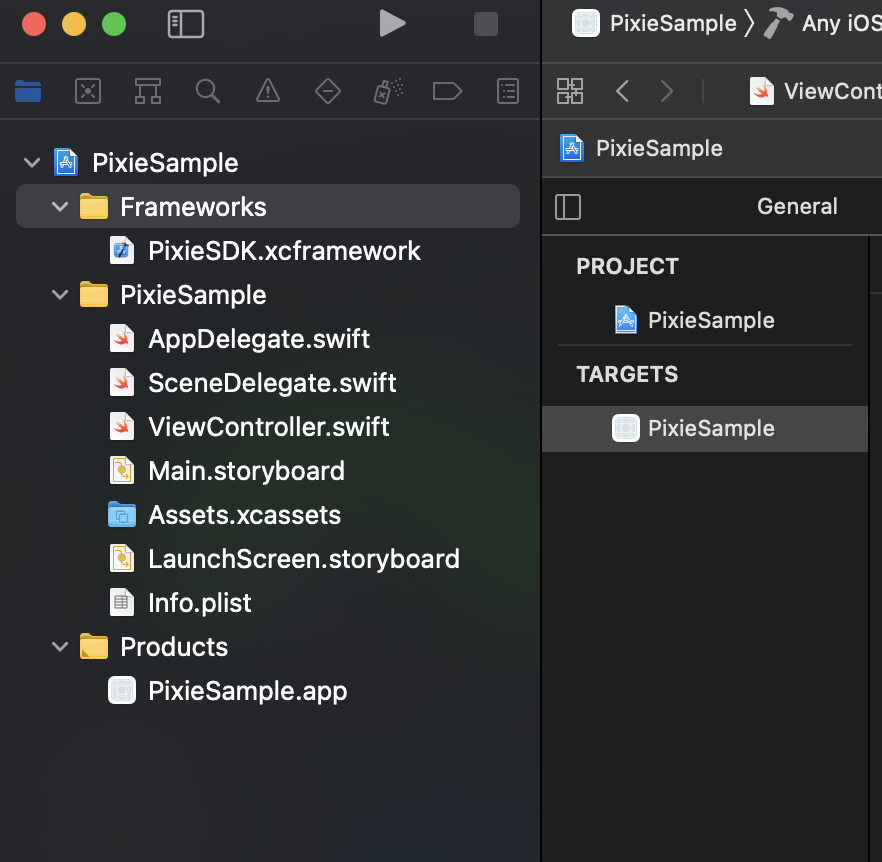 PixieSample
Frameworks
PixieSDK.xcframework
PixieSample
AppDelegate.swift
SceneDelegate.swift
ViewController.swift
Main.storyboard
Assets.xcassets
LaunchScreen.storyboard
Info.plist
Products
PixieSample.app
PixieSample 〉 Any iOS
ViewCont
PixieSample
General
PROJECT
PixieSample
TARGETS
PixieSample